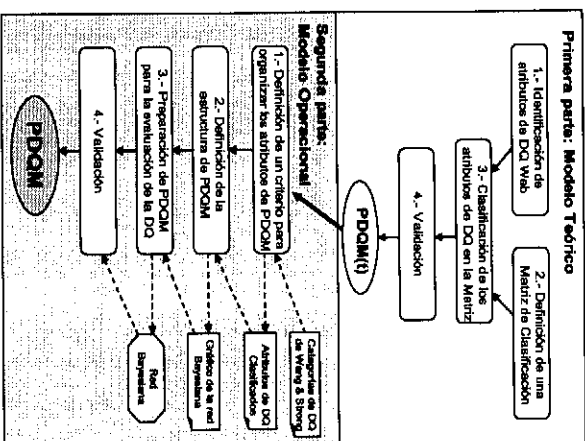 Primera parte: Modelo Teórico
1.- Identificación de
atributos de DQ Web
2.- Definición de una
Matriz de Clasificación
3.- Clasificación de los
atributos de DQ en la Matriz
4.- Validación
PDQM(t)
Segunda parte:
Modelo Operacional
1.- Definición de un criterio para
organizar los atributos de PDQM
2.- Definición de la
estructura de PDQM
3.- Preparación de PDQM
para la evaluación de la DQ
4.- Validación
PDQM
Categorías de DQ
de Wang & Strong
Atributos de DQ
Clasificados
Gráfico de la red
Bayesiana
Red
Bayesiana